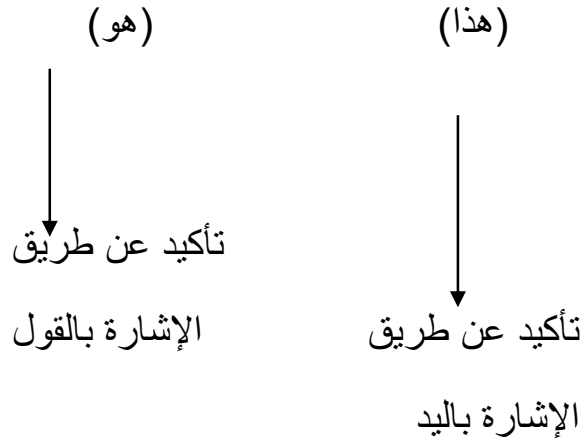 (هذا)
(هو)
تأكيد عن طريق
الإشارة بالقول
تأكيد عن طريق
الإشارة باليد